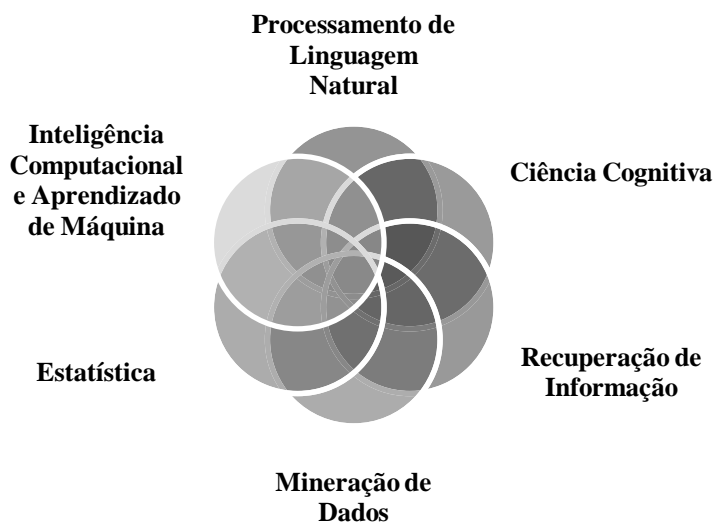 Processamento de
Linguagem
Natural
Inteligência
Computacional
e Aprendizado
de Máquina
Ciência Cognitiva
Estatística
Recuperação de
Informação
Mineração de
Dados